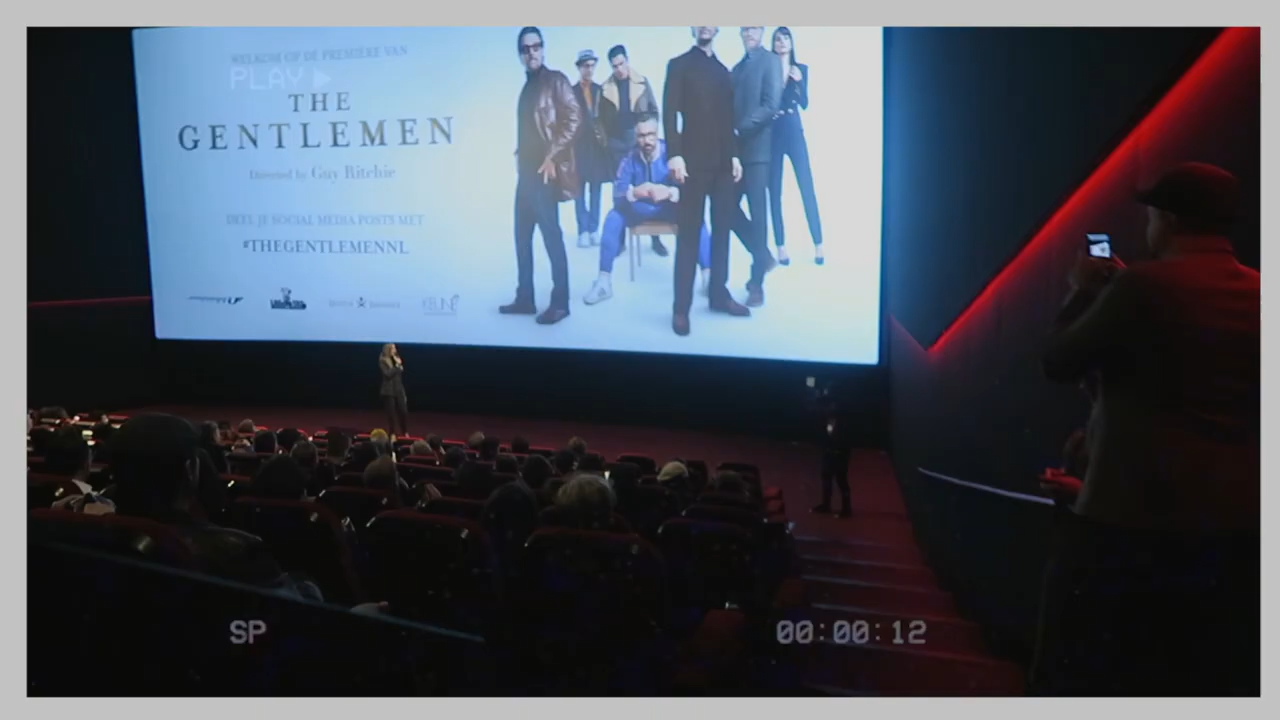 WELKOM OP DE PREMIÈRE VAN
PLAY
THE
GENTLEMEN
Directed by Guy Ritchie
DEEL JE SOCIAL MEDIA POSTS MET
#THEGENTLEMENNL
KEUNE
SP
00:00:12